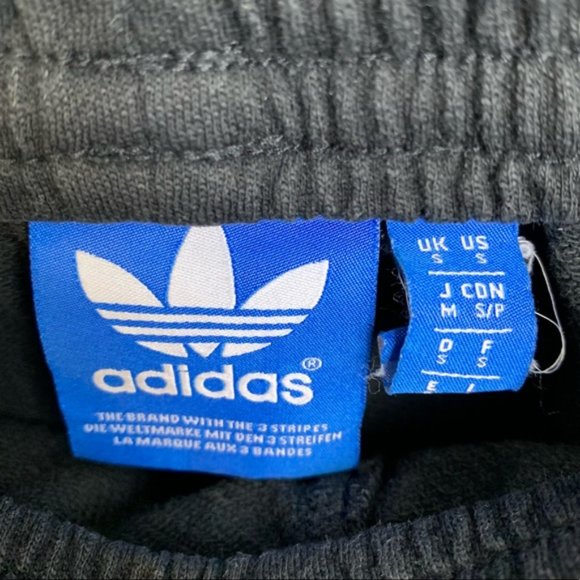 adidas®
THE BRAND WITH THE 3 STRIPES
DIE WELTMARKE MIT DEN 3 STREIFEN
LA MARQUE AUX 3 BANDES
UK US
S S
J CDN
M S/P
D F
S S
E I